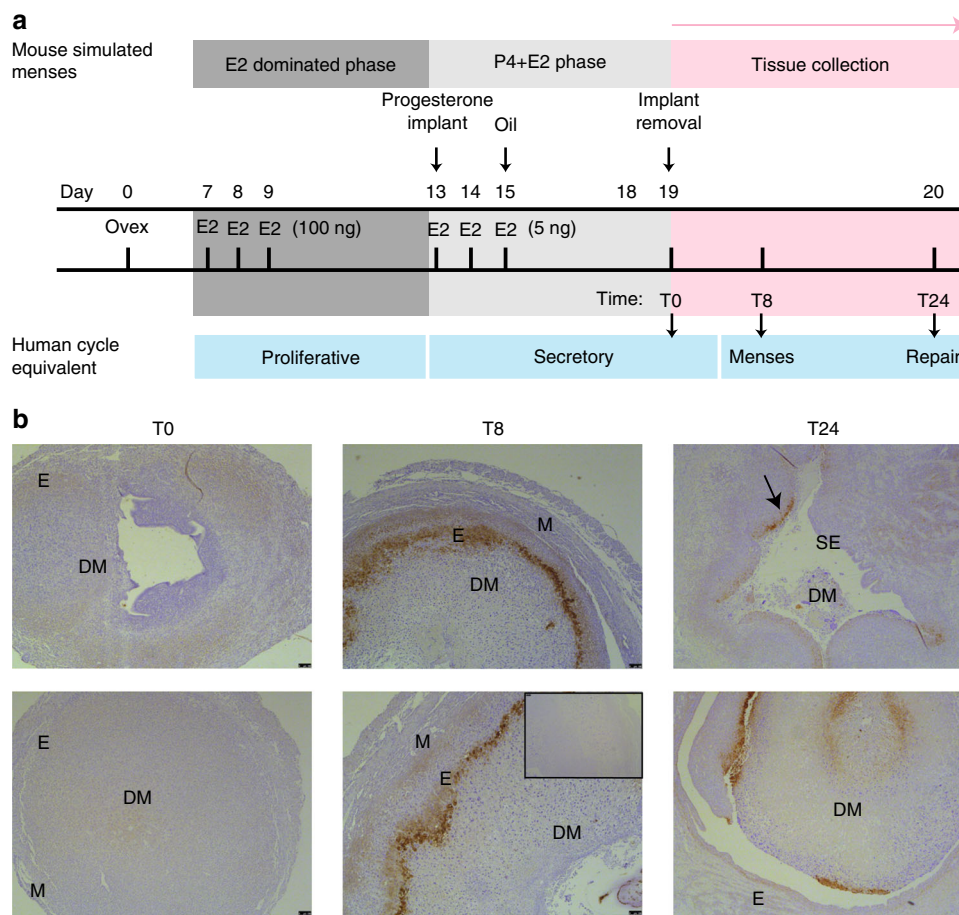 a
Mouse simulated
menses
E2 dominated phase
P4+E2 phase
Tissue collection
Progesterone
implant
Oil
Implant
removal
Day 0 7 8 9 13 14 15 18 19 20
Ovex E2 E2 E2 (100 ng) E2 E2 E2 (5 ng)
Time: T0 T8 T24
Human cycle
equivalent
Proliferative
Secretory
Menses
Repair
b
T0 T8 T24
E
DM
M
E
DM
SE
DM
E
DM
M
M
E
DM
DM
E